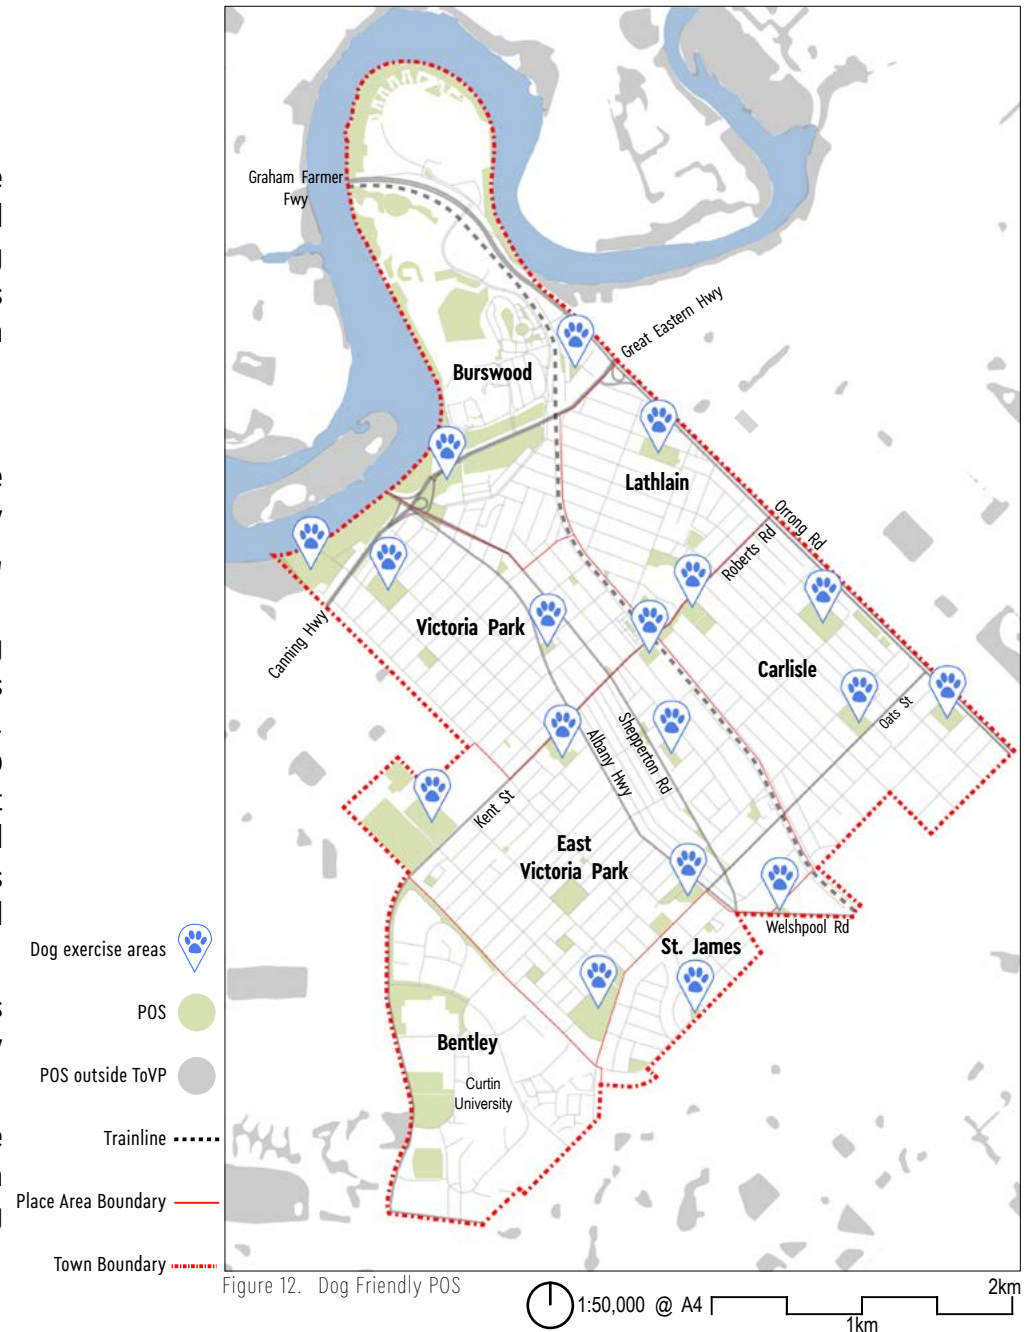 Graham Farmer
Fwy
Great Eastern Hwy
Burswood
Lathlain
Orrong Rd
Roberts Rd
Victoria Park
Canning Hwy
Carlisle
Oats St
Shepperton Rd
Albany Hwy
Kent St
East
Victoria Park
Welshpool Rd
St. James
Bentley
Curtin
University
Dog exercise areas
POS
POS outside ToVP
Trainline
Place Area Boundary
Town Boundary
Figure 12. Dog Friendly POS
1:50,000 @ A4
1km
2km